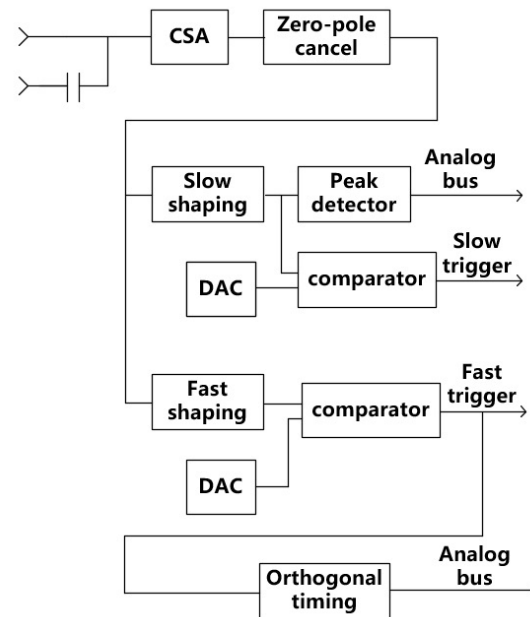 CSA
Zero-pole
cancel
Slow
shaping
Peak
detector
Analog
bus
DAC
comparator
Slow
trigger
Fast
shaping
comparator
Fast
trigger
DAC
Orthogonal
timing
Analog
bus